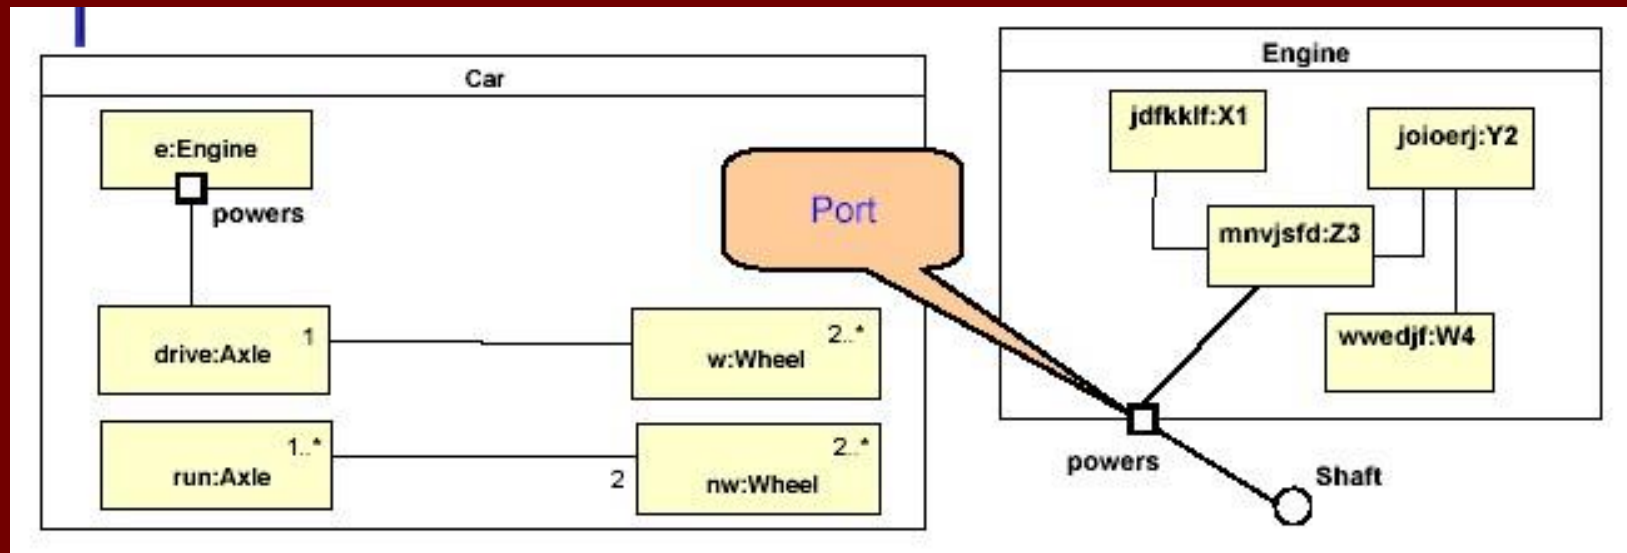 Car
e:Engine
powers
drive:Axle
1
2..*
w:Wheel
run:Axle
1..*
2
2..*
nw:Wheel
Port
Engine
jdfkklf:X1
joioerj:Y2
mnvjsfd:Z3
wwedjf:W4
powers
Shaft